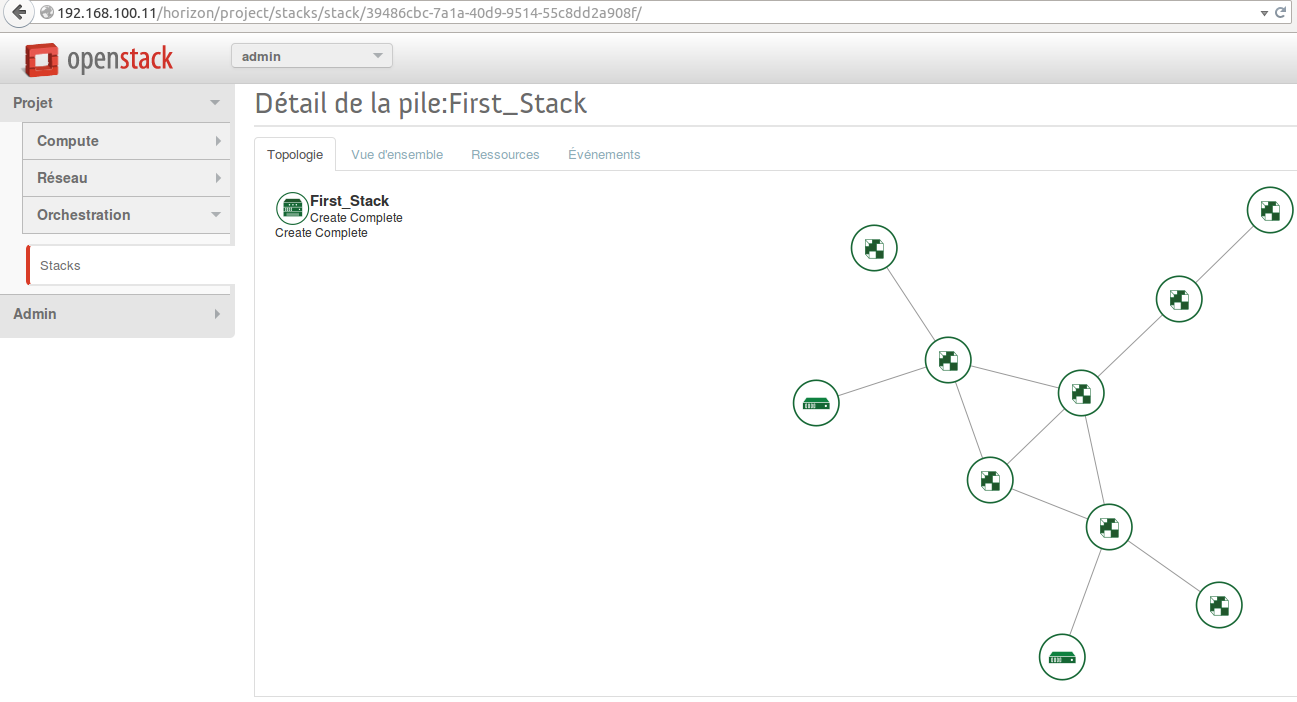 192.168.100.11/horizon/project/stacks/stack/39486cbc-7a1a-40d9-9514-55c8dd2a908f/
openstack
admin
Projet
Compute
Réseau
Orchestration
Stacks
Admin
Détail de la pile:First_Stack
Topologie Vue d'ensemble Ressources Événements
First_Stack
Create Complete
Create Complete